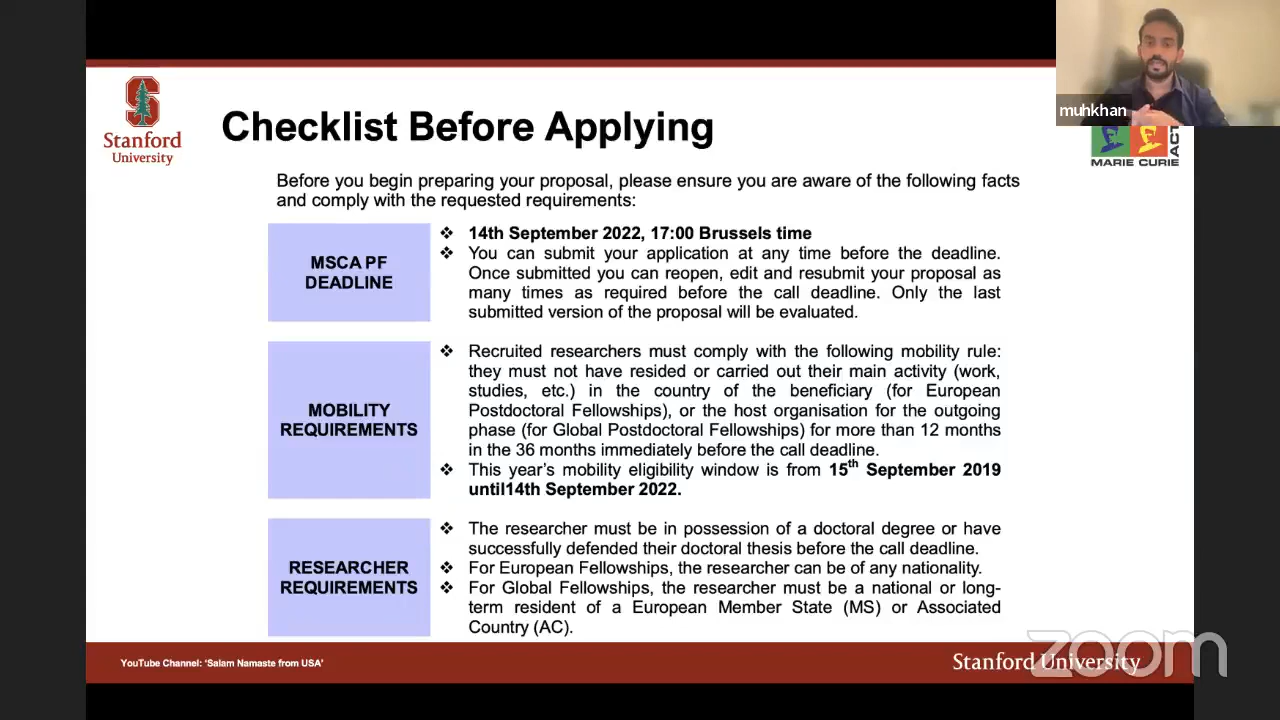 muhkhan
Stanford
University
Checklist Before Applying
MARIE CURIE
ACT
Before you begin preparing your proposal, please ensure you are aware of the following facts
and comply with the requested requirements:
MSCA PF
DEADLINE
❖ 14th September 2022, 17:00 Brussels time
❖ You can submit your application at any time before the deadline.
Once submitted you can reopen, edit and resubmit your proposal as
many times as required before the call deadline. Only the last
submitted version of the proposal will be evaluated.
MOBILITY
REQUIREMENTS
❖ Recruited researchers must comply with the following mobility rule:
they must not have resided or carried out their main activity (work,
studies, etc.) in the country of the beneficiary (for European
Postdoctoral Fellowships), or the host organisation for the outgoing
phase (for Global Postdoctoral Fellowships) for more than 12 months
in the 36 months immediately before the call deadline.
❖ This year's mobility eligibility window is from 15th September 2019
until14th September 2022.
RESEARCHER
REQUIREMENTS
❖ The researcher must be in possession of a doctoral degree or have
successfully defended their doctoral thesis before the call deadline.
❖ For European Fellowships, the researcher can be of any nationality.
❖ For Global Fellowships, the researcher must be a national or long-
term resident of a European Member State (MS) or Associated
Country (AC).
YouTube Channel: 'Salam Namaste from USA'
Stanford University
zoom